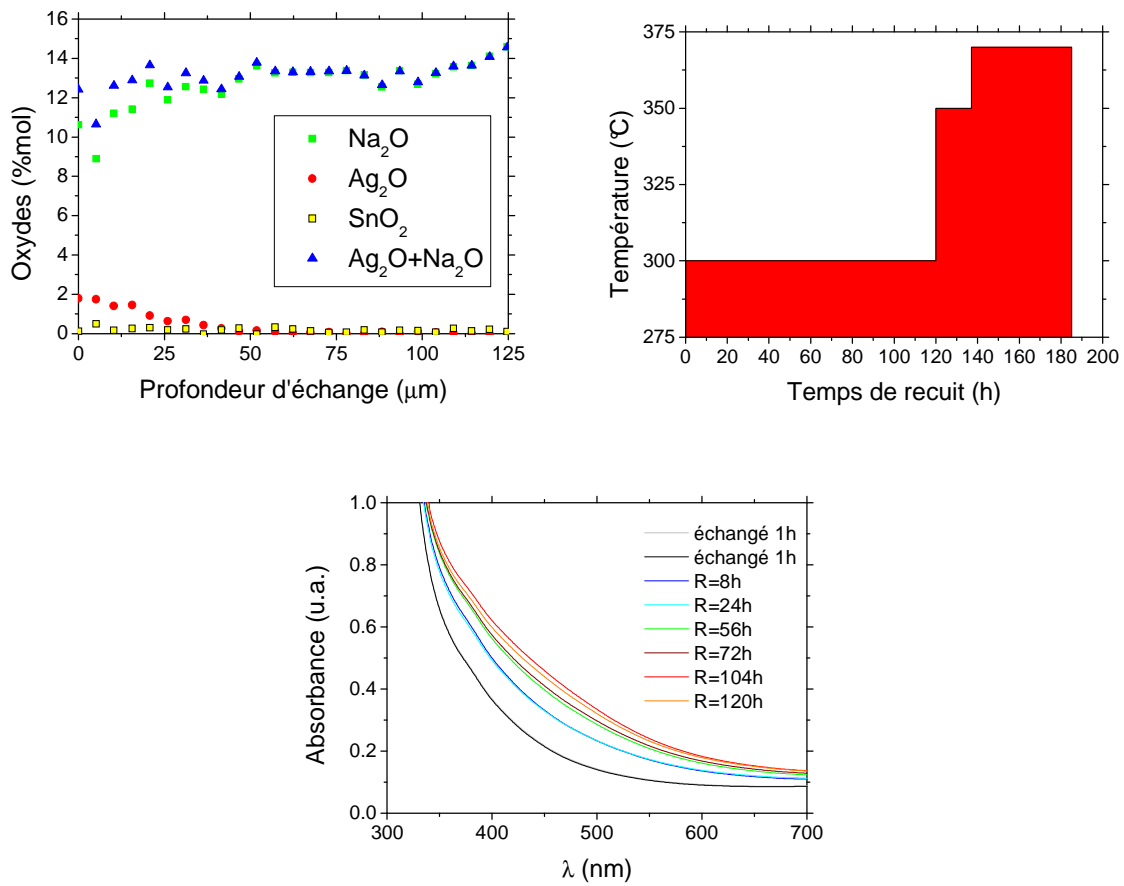 16
14
12
10
8
6
4
2
0
0 25 50 75 100 125
Oxydes (%mol)
Profondeur d'échange (μm)
Na₂O
Ag₂O
SnO₂
Ag₂O+Na₂O
375
350
325
300
275
0 20 40 60 80 100 120 140 160 180 200
Température (°C)
Temps de recuit (h)
1.0
0.8
0.6
0.4
0.2
0.0
300 400 500 600 700
Absorbance (u.a.)
λ (nm)
échangé 1h
échangé 1h
R=8h
R=24h
R=56h
R=72h
R=104h
R=120h